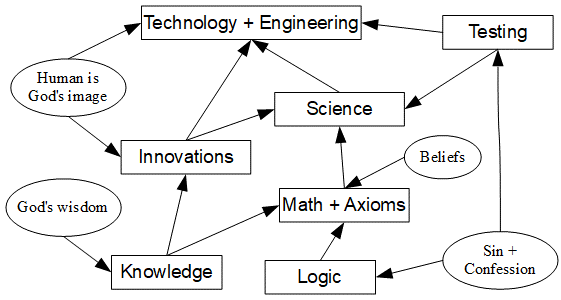 Technology + Engineering
Testing
Human is
God's image
Science
Innovations
Beliefs
God's wisdom
Math + Axioms
Knowledge
Logic
Sin +
Confession